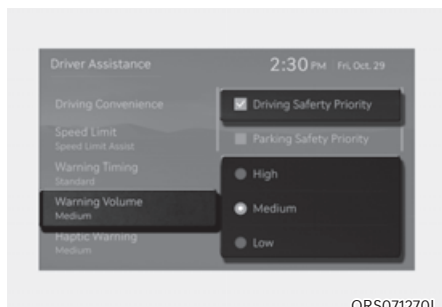 Driver Assistance
2:30 PM Fri, Oct. 29
Driving Convenience
Speed Limit
Speed Limit Assist
Warning Timing
Standard
Warning Volume
Medium
Haptic Warning
Medium
Driving Saferty Priority
Parking Safety Priority
High
Medium
Low
ORS071270L